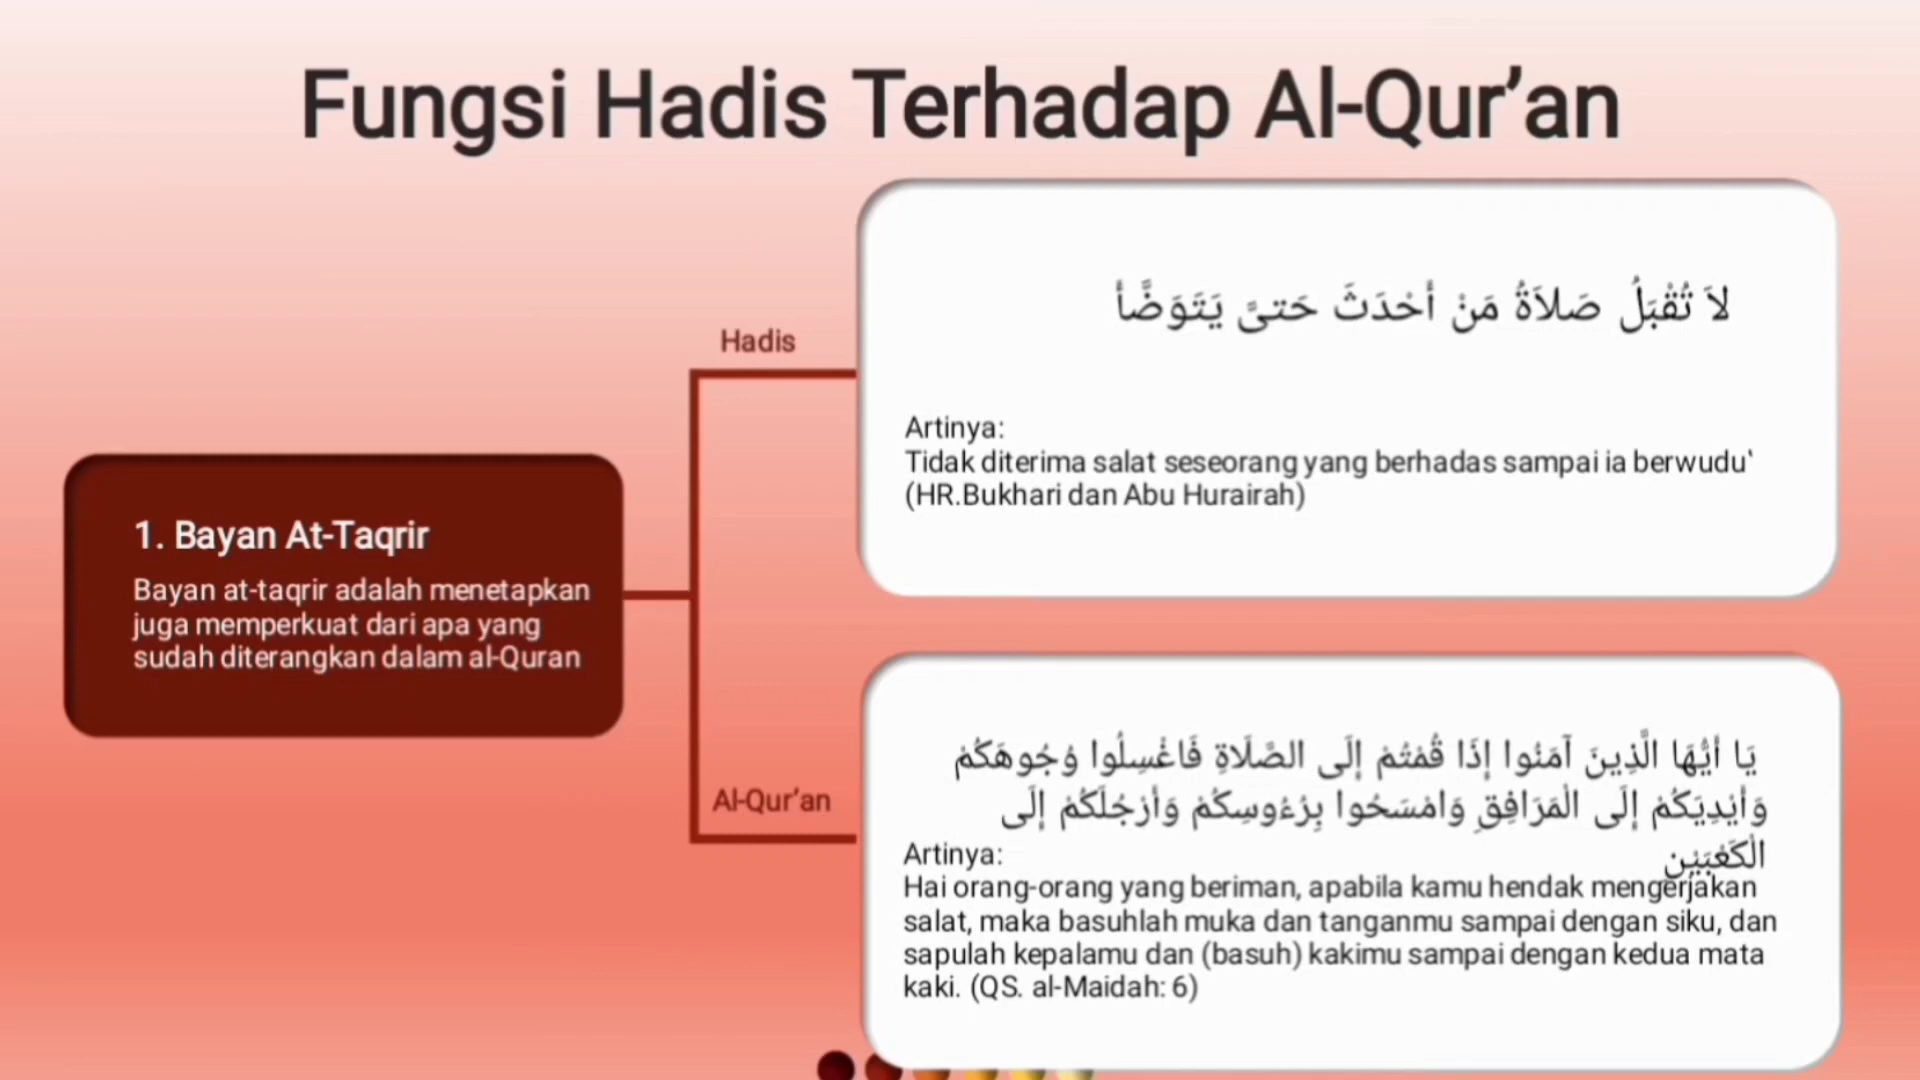 Fungsi Hadis Terhadap Al-Qur’an
1. Bayan At-Taqrir
Bayan at-taqrir adalah menetapkan
juga memperkuat dari apa yang
sudah diterangkan dalam al-Quran
Hadis
لاَ تُقْبَلُ صَلاَةُ مَنْ أَحْدَثَ حَتىَّ يَتَوَضَّأَ
Artinya:
Tidak diterima salat seseorang yang berhadas sampai ia berwudu‛
(HR.Bukhari dan Abu Hurairah)
Al-Qur’an
يَا أَيُّهَا الَّذِينَ آمَنُوا إِذَا قُمْتُمْ إِلَى الصَّلَاةِ فَاغْسِلُوا وُجُوهَكُمْ
وَأَيْدِيَكُمْ إِلَى الْمَرَافِقِ وَامْسَحُوا بِرُءُوسِكُمْ وَأَرْجُلَكُمْ إِلَى
الْكَعْبَيْنِ
Artinya:
Hai orang-orang yang beriman, apabila kamu hendak mengerjakan
salat, maka basuhlah muka dan tanganmu sampai dengan siku, dan
sapulah kepalamu dan (basuh) kakimu sampai dengan kedua mata
kaki. (QS. al-Maidah: 6)